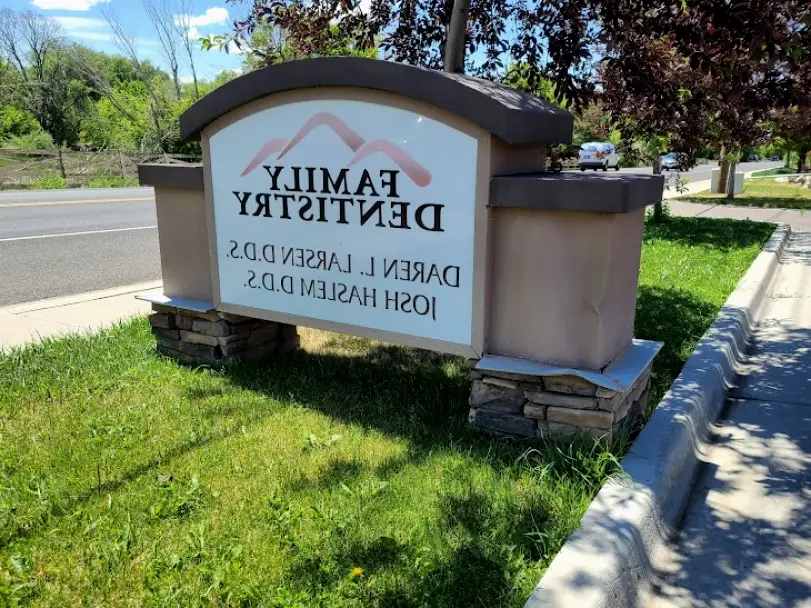 FAMILY
DENTISTRY
DAREN L. LARSEN D.D.S.
JOSH HASLEM D.D.S.